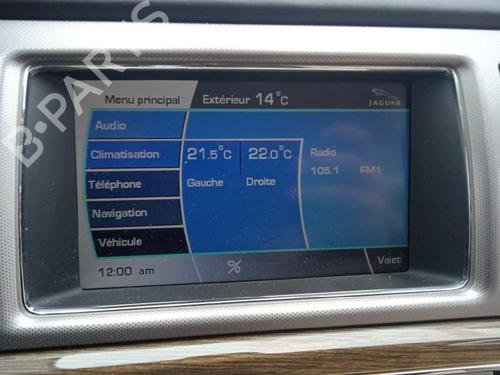 B-PARTS
Menu principal
Extérieur 14°C
JAGUAR
Audio
Climatisation
21.5°C
22.0°C
Radio
Téléphone
Gauche
Droite
105.1 FM1
Navigation
Véhicule
12:00 am
Valet